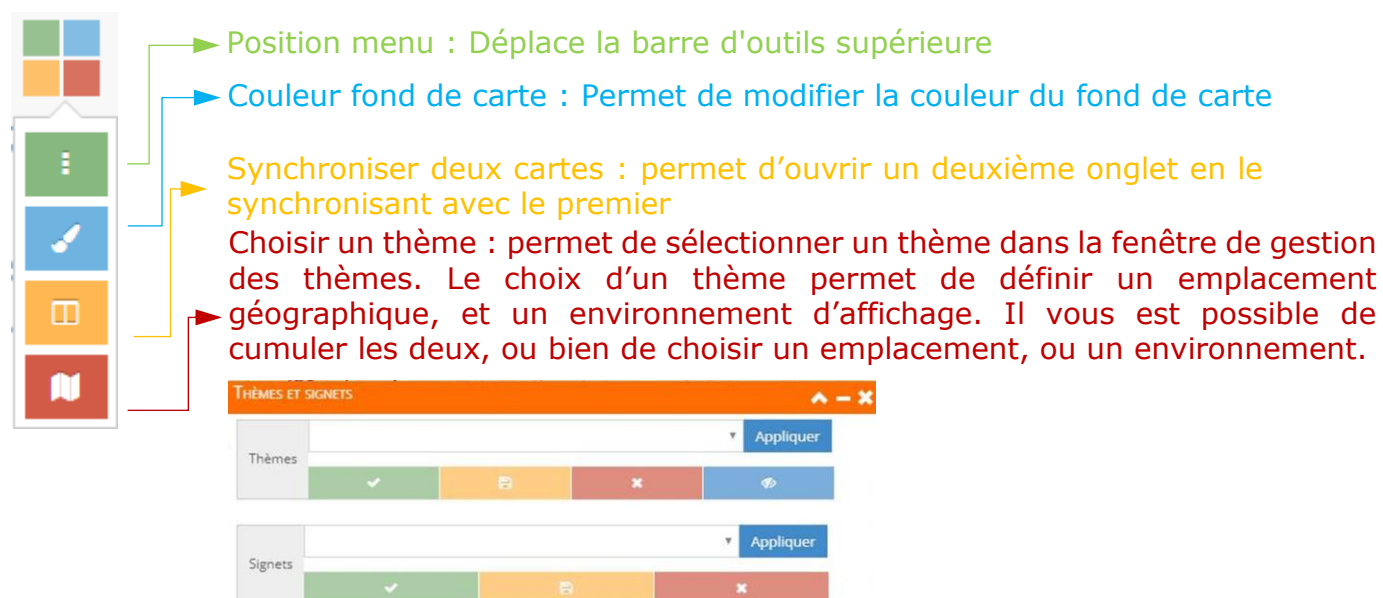 Position menu : Déplace la barre d'outils supérieure
Couleur fond de carte : Permet de modifier la couleur du fond de carte
Synchroniser deux cartes : permet d’ouvrir un deuxième onglet en le
synchronisant avec le premier
Choisir un thème : permet de sélectionner un thème dans la fenêtre de gestion
des thèmes. Le choix d’un thème permet de définir un emplacement
géographique, et un environnement d’affichage. Il vous est possible de
cumuler les deux, ou bien de choisir un emplacement, ou un environnement.
THÈMES ET SIGNETS
Appliquer
Thèmes
Appliquer
Signets